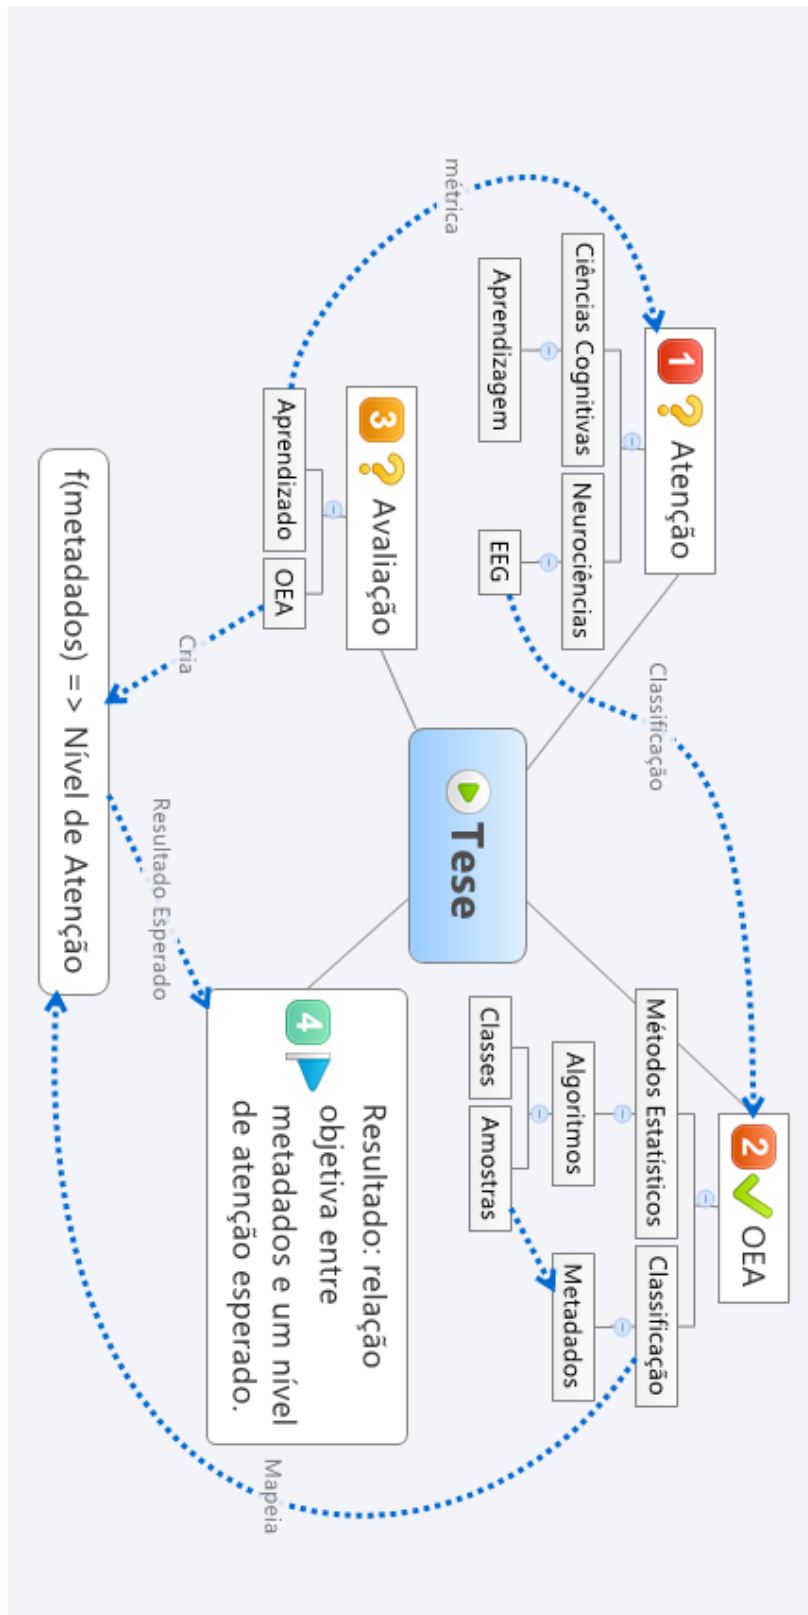 métrica
1 ? Atenção
Ciências Cognitivas
Neurociências
Aprendizagem
EEG
Classificação
2 OEA
Métodos Estatísticos
Classificação
Algoritmos
Metadados
Classes
Amostras
Tese
3 ? Avaliação
Aprendizado
OEA
Cria
4 Resultado: relação
objetiva entre
metadados e um nível
de atenção esperado.
Resultado Esperado
Mapeia
f(metadados) => Nível de Atenção